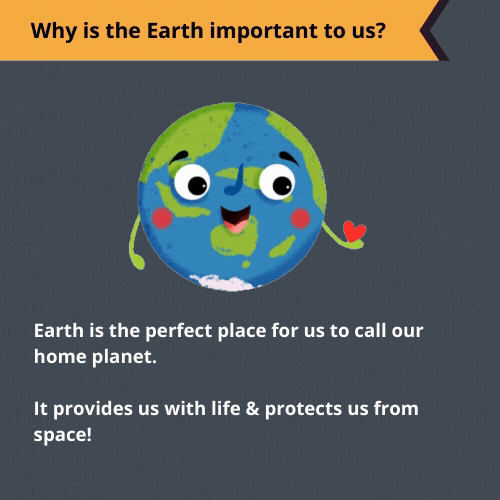 Why is the Earth important to us?
Earth is the perfect place for us to call our
home planet.
It provides us with life & protects us from
space!